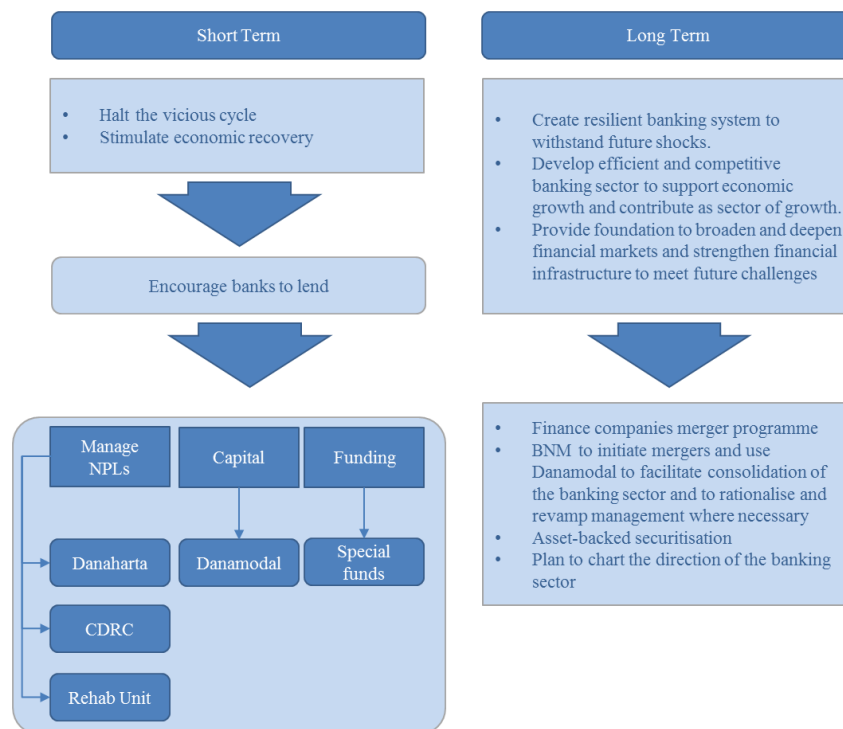 Short Term
• Halt the vicious cycle
• Stimulate economic recovery
Encourage banks to lend
Manage
NPLs
Capital
Funding
Danaharta
Danamodal
Special
funds
CDRC
Rehab Unit
Long Term
• Create resilient banking system to
withstand future shocks.
• Develop efficient and competitive
banking sector to support economic
growth and contribute as sector of growth.
• Provide foundation to broaden and deepen
financial markets and strengthen financial
infrastructure to meet future challenges
• Finance companies merger programme
• BNM to initiate mergers and use
Danamodal to facilitate consolidation of
the banking sector and to rationalise and
revamp management where necessary
• Asset-backed securitisation
• Plan to chart the direction of the banking
sector